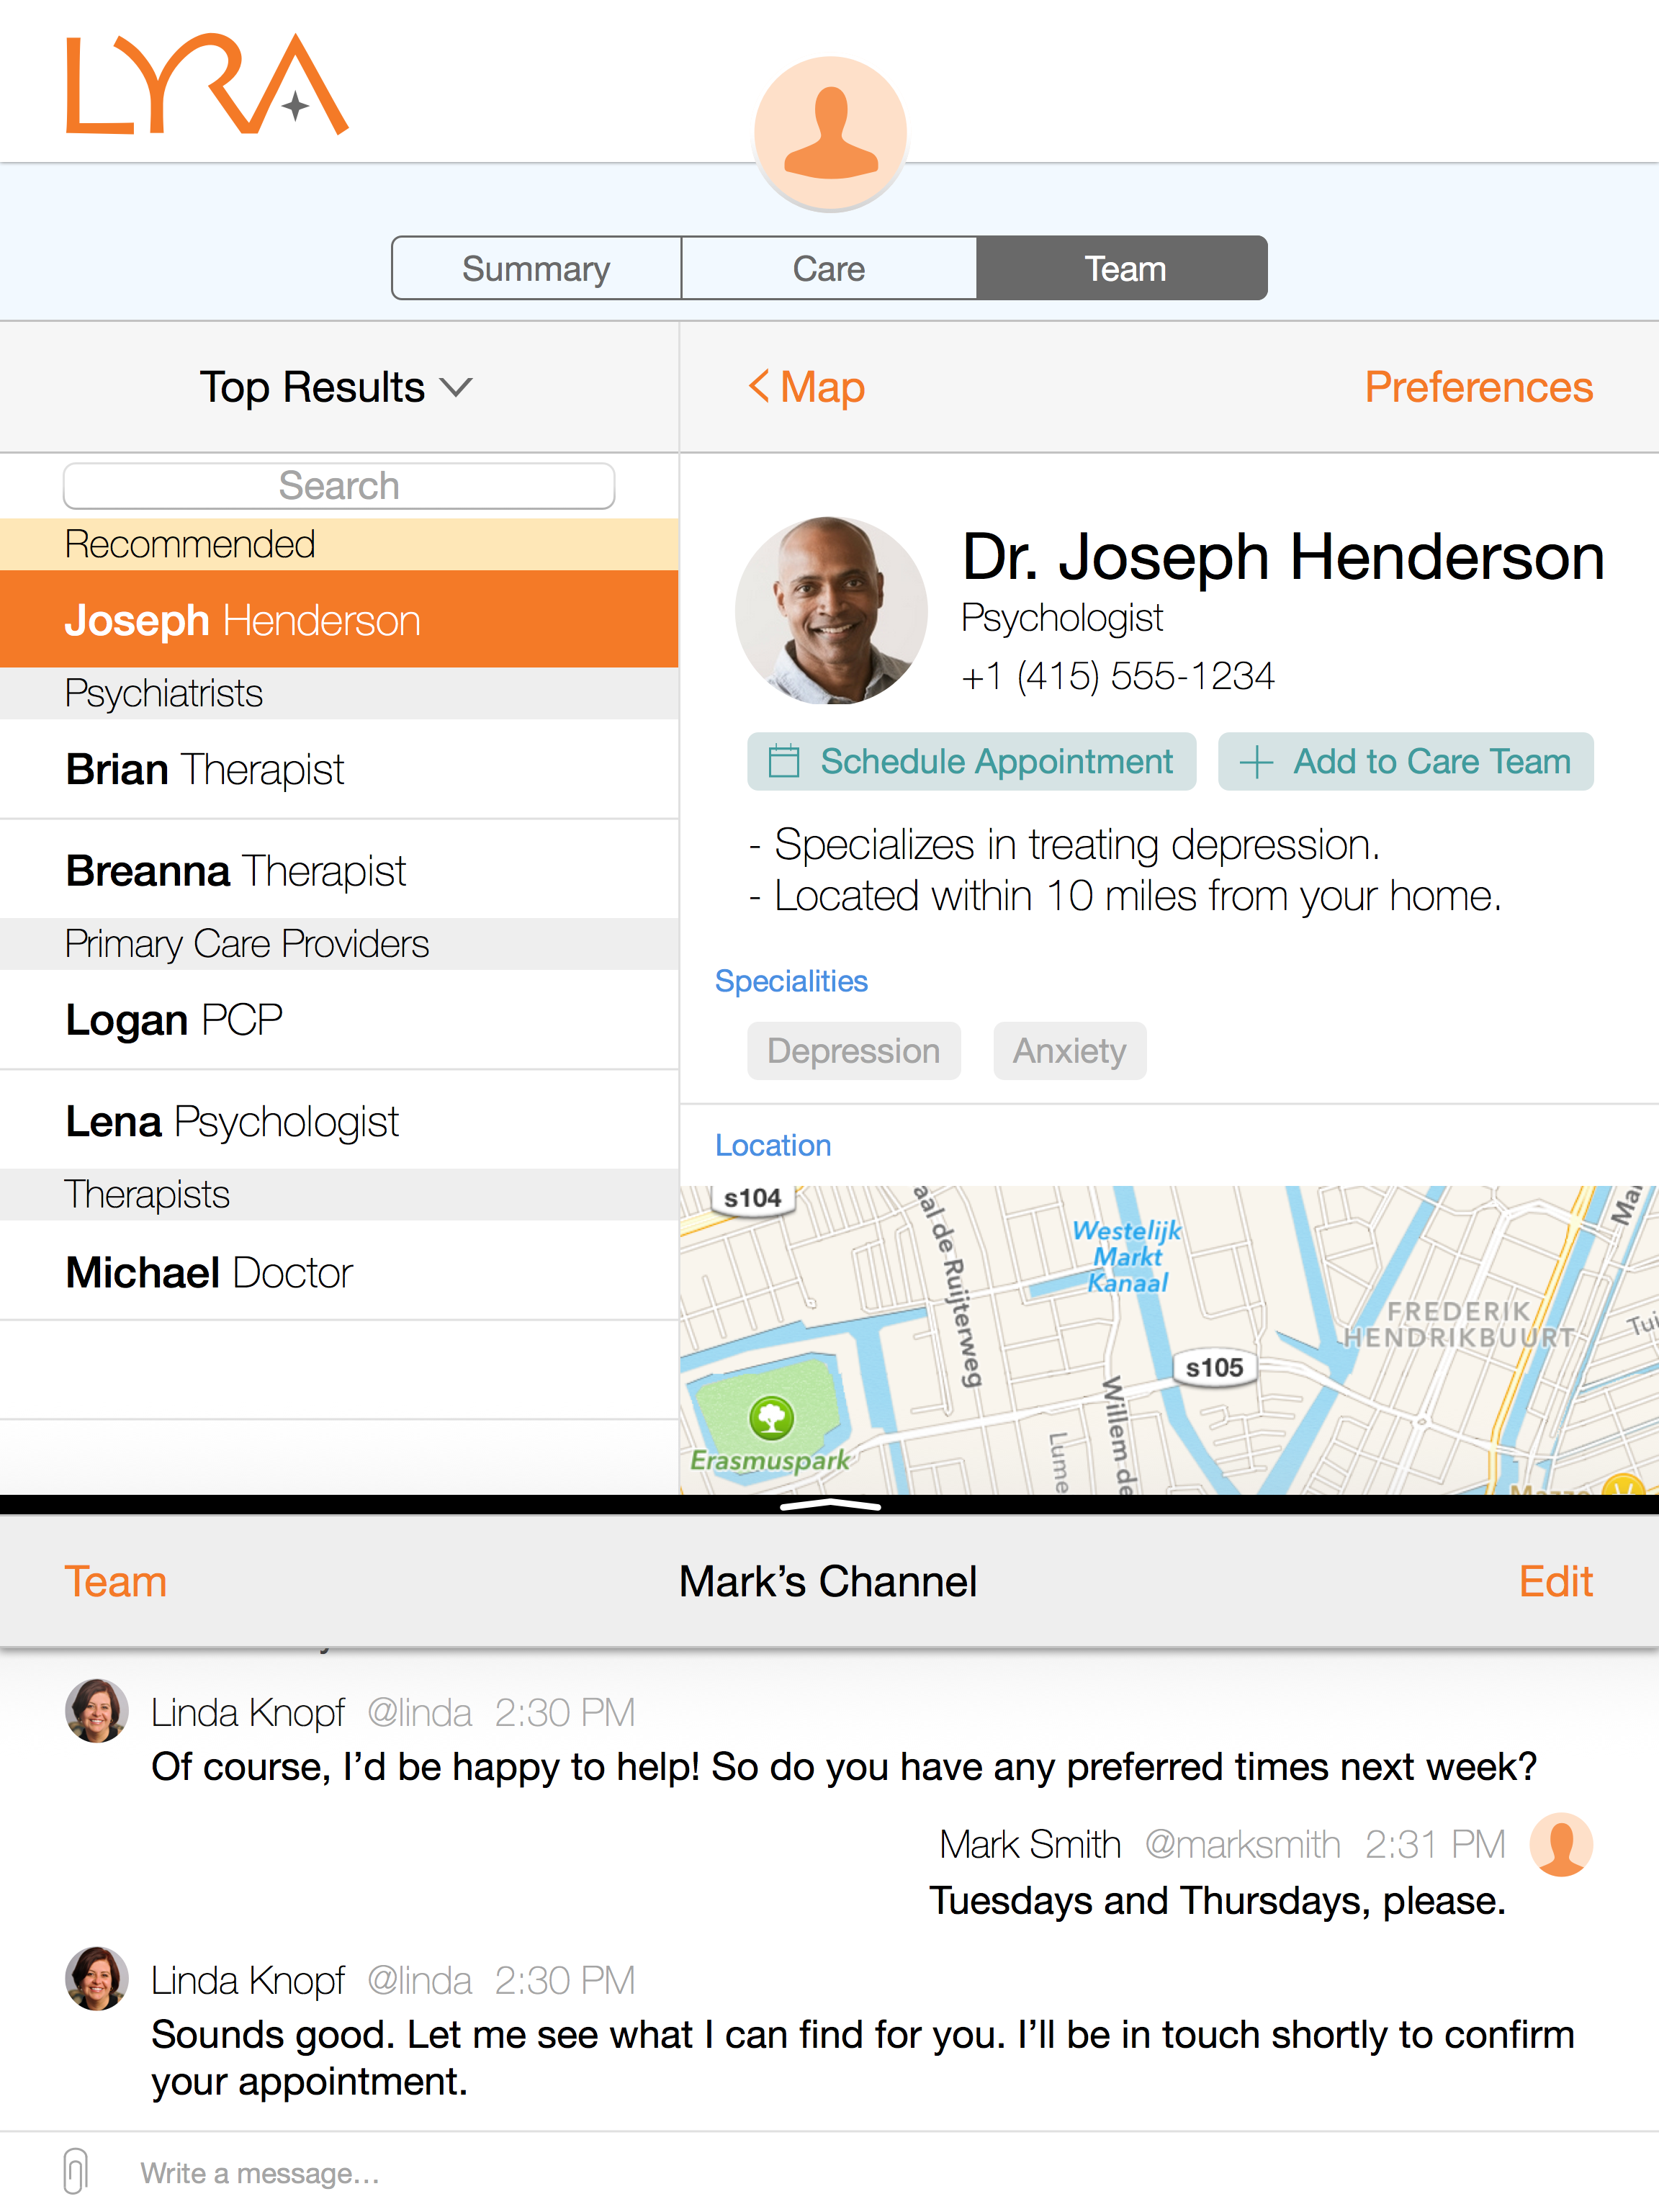 LYRA
Summary
Care
Team
Top Results
Map
Preferences
Search
Recommended
Joseph Henderson
Psychiatrists
Brian Therapist
Breanna Therapist
Primary Care Providers
Logan PCP
Lena Psychologist
Therapists
Michael Doctor
Dr. Joseph Henderson
Psychologist
+1 (415) 555-1234
Schedule Appointment
Add to Care Team
- Specializes in treating depression.
- Located within 10 miles from your home.
Specialities
Depression
Anxiety
Location
s104
aal de Ruijterweg
Westelijk
Markt
Kanaal
FREDERIK
HENDRIKBUURT
s105
Willem de
Erasmuspark
Team
Mark's Channel
Edit
Linda Knopf @linda 2:30 PM
Of course, I'd be happy to help! So do you have any preferred times next week?
Mark Smith @marksmith 2:31 PM
Tuesdays and Thursdays, please.
Linda Knopf @linda 2:30 PM
Sounds good. Let me see what I can find for you. I'll be in touch shortly to confirm
your appointment.
Write a message...